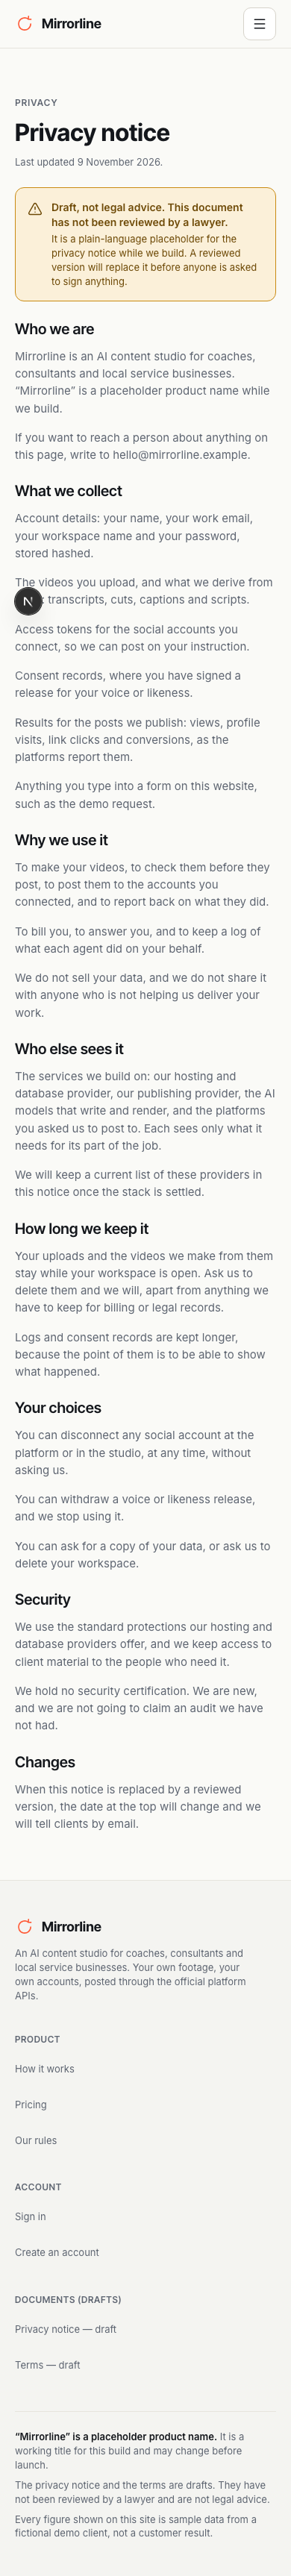 Mirrorline
PRIVACY
Privacy notice
Last updated 9 November 2026.
Draft, not legal advice. This document
has not been reviewed by a lawyer.
It is a plain-language placeholder for the
privacy notice while we build. A reviewed
version will replace it before anyone is asked
to sign anything.
Who we are
Mirrorline is an AI content studio for coaches,
consultants and local service businesses.
“Mirrorline” is a placeholder product name while
we build.
If you want to reach a person about anything on
this page, write to hello@mirrorline.example.
What we collect
Account details: your name, your work email,
your workspace name and your password,
stored hashed.
The videos you upload, and what we derive from
N : transcripts, cuts, captions and scripts.
Access tokens for the social accounts you
connect, so we can post on your instruction.
Consent records, where you have signed a
release for your voice or likeness.
Results for the posts we publish: views, profile
visits, link clicks and conversions, as the
platforms report them.
Anything you type into a form on this website,
such as the demo request.
Why we use it
To make your videos, to check them before they
post, to post them to the accounts you
connected, and to report back on what they did.
To bill you, to answer you, and to keep a log of
what each agent did on your behalf.
We do not sell your data, and we do not share it
with anyone who is not helping us deliver your
work.
Who else sees it
The services we build on: our hosting and
database provider, our publishing provider, the AI
models that write and render, and the platforms
you asked us to post to. Each sees only what it
needs for its part of the job.
We will keep a current list of these providers in
this notice once the stack is settled.
How long we keep it
Your uploads and the videos we make from them
stay while your workspace is open. Ask us to
delete them and we will, apart from anything we
have to keep for billing or legal records.
Logs and consent records are kept longer,
because the point of them is to be able to show
what happened.
Your choices
You can disconnect any social account at the
platform or in the studio, at any time, without
asking us.
You can withdraw a voice or likeness release,
and we stop using it.
You can ask for a copy of your data, or ask us to
delete your workspace.
Security
We use the standard protections our hosting and
database providers offer, and we keep access to
client material to the people who need it.
We hold no security certification. We are new,
and we are not going to claim an audit we have
not had.
Changes
When this notice is replaced by a reviewed
version, the date at the top will change and we
will tell clients by email.
Mirrorline
An AI content studio for coaches, consultants and
local service businesses. Your own footage, your
own accounts, posted through the official platform
APIs.
PRODUCT
How it works
Pricing
Our rules
ACCOUNT
Sign in
Create an account
DOCUMENTS (DRAFTS)
Privacy notice — draft
Terms — draft
“Mirrorline” is a placeholder product name. It is a
working title for this build and may change before
launch.
The privacy notice and the terms are drafts. They have
not been reviewed by a lawyer and are not legal advice.
Every figure shown on this site is sample data from a
fictional demo client, not a customer result.